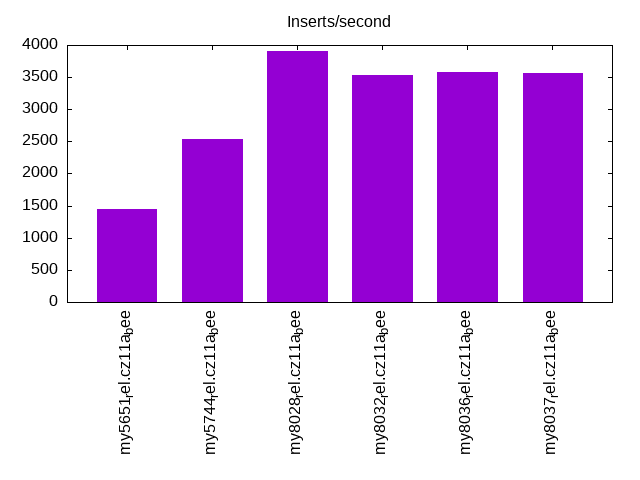 Inserts/second
4000
3500
3000
2500
2000
1500
1000
500
0
my5651rel.cz11abee
my5744rel.cz11abee
my8028rel.cz11abee
my8032rel.cz11abee
my8036rel.cz11abee
my8037rel.cz11abee